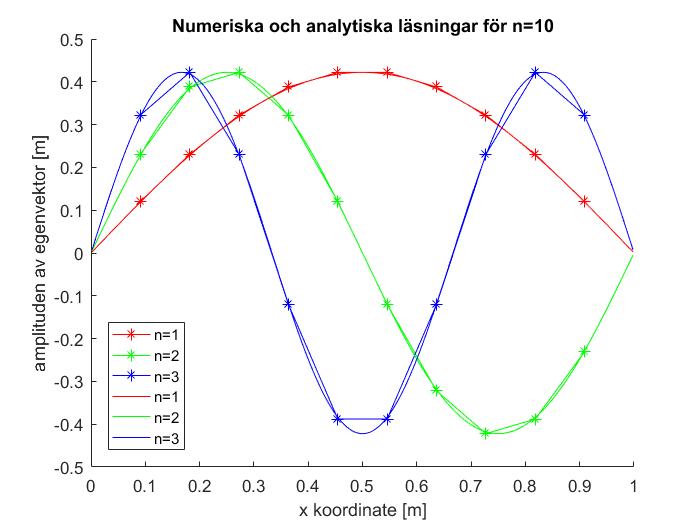 Numeriska och analytiska läsningar för n=10
0.5
0.4
0.3
0.2
0.1
0
-0.1
-0.2
-0.3
-0.4
-0.5
amplituden av egenvektor [m]
n=1
n=2
n=3
n=1
n=2
n=3
0 0.1 0.2 0.3 0.4 0.5 0.6 0.7 0.8 0.9 1
x koordinate [m]